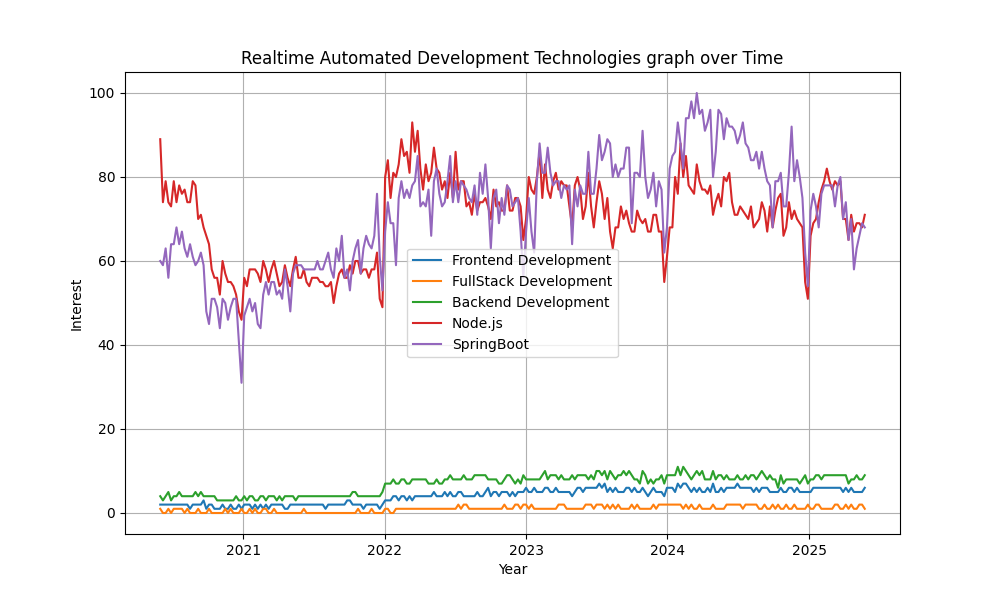 Realtime Automated Development Technologies graph over Time
100
80
60
40
20
0
Interest
Frontend Development
FullStack Development
Backend Development
Node.js
SpringBoot
2021
2022
2023
2024
2025
Year